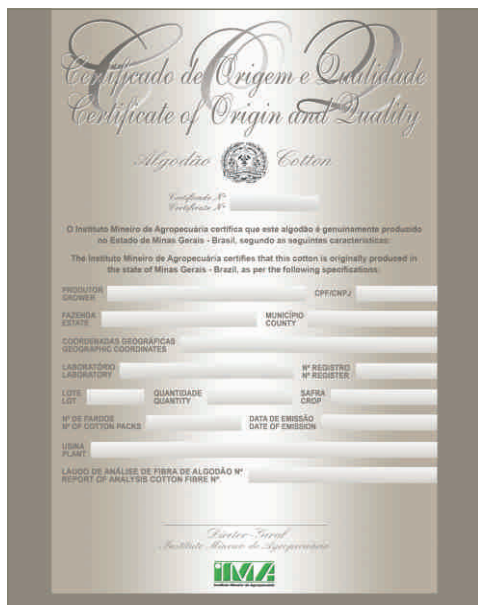 Certificado de Origem e Qualidade
Certificate of Origin and Quality
Algodão Cotton
Certificado Nº
Certificate Nº
O Instituto Mineiro de Agropecuária certifica que este algodão é genuinamente produzido
no Estado de Minas Gerais - Brasil, segundo as seguintes características:
The Instituto Mineiro de Agropecuária certifies that this cotton is originally produced in
the state of Minas Gerais - Brazil, as per the following specifications:
PRODUTOR
GROWER
CPF/CNPJ
FAZENDA
ESTATE
MUNICÍPIO
COUNTY
COORDENADAS GEOGRÁFICAS
GEOGRAPHIC COORDINATES
LABORATÓRIO
LABORATORY
Nº REGISTRO
Nº REGISTER
LOTE
LOT
QUANTIDADE
QUANTITY
SAFRA
CROP
Nº DE FARDOS
Nº OF COTTON PACKS
DATA DE EMISSÃO
DATE OF EMISSION
USINA
PLANT
LAUDO DE ANÁLISE DE FIBRA DE ALGODÃO Nº
REPORT OF ANALYSIS COTTON FIBRE Nº
Diretor-Geral
Instituto Mineiro de Agropecuária
iMA
Instituto Mineiro de Agropecuária